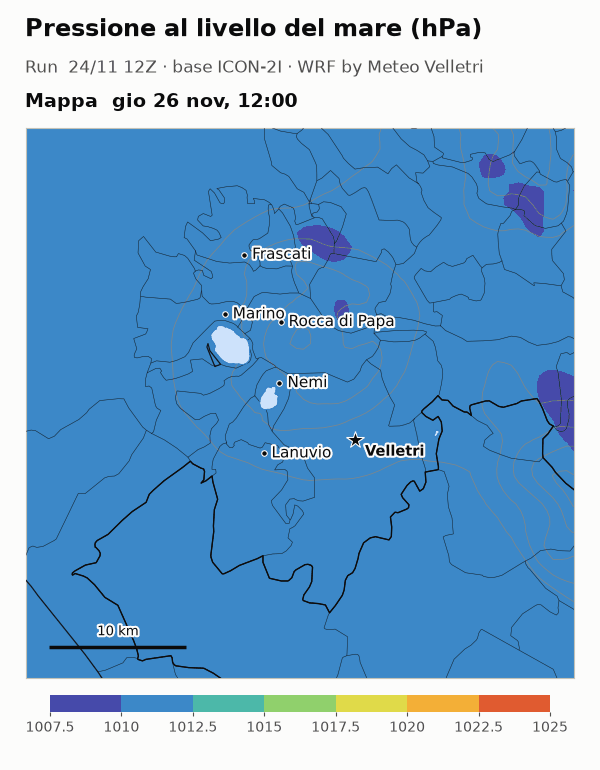 Pressione al livello del mare (hPa)
Run  24/11 12Z · base ICON-2I · WRF by Meteo Velletri
Mappa  gio 26 nov, 12:00
Frascati
Marino
Rocca di Papa
Nemi
Velletri
Lanuvio
10 km
1007.5 1010 1012.5 1015 1017.5 1020 1022.5 1025